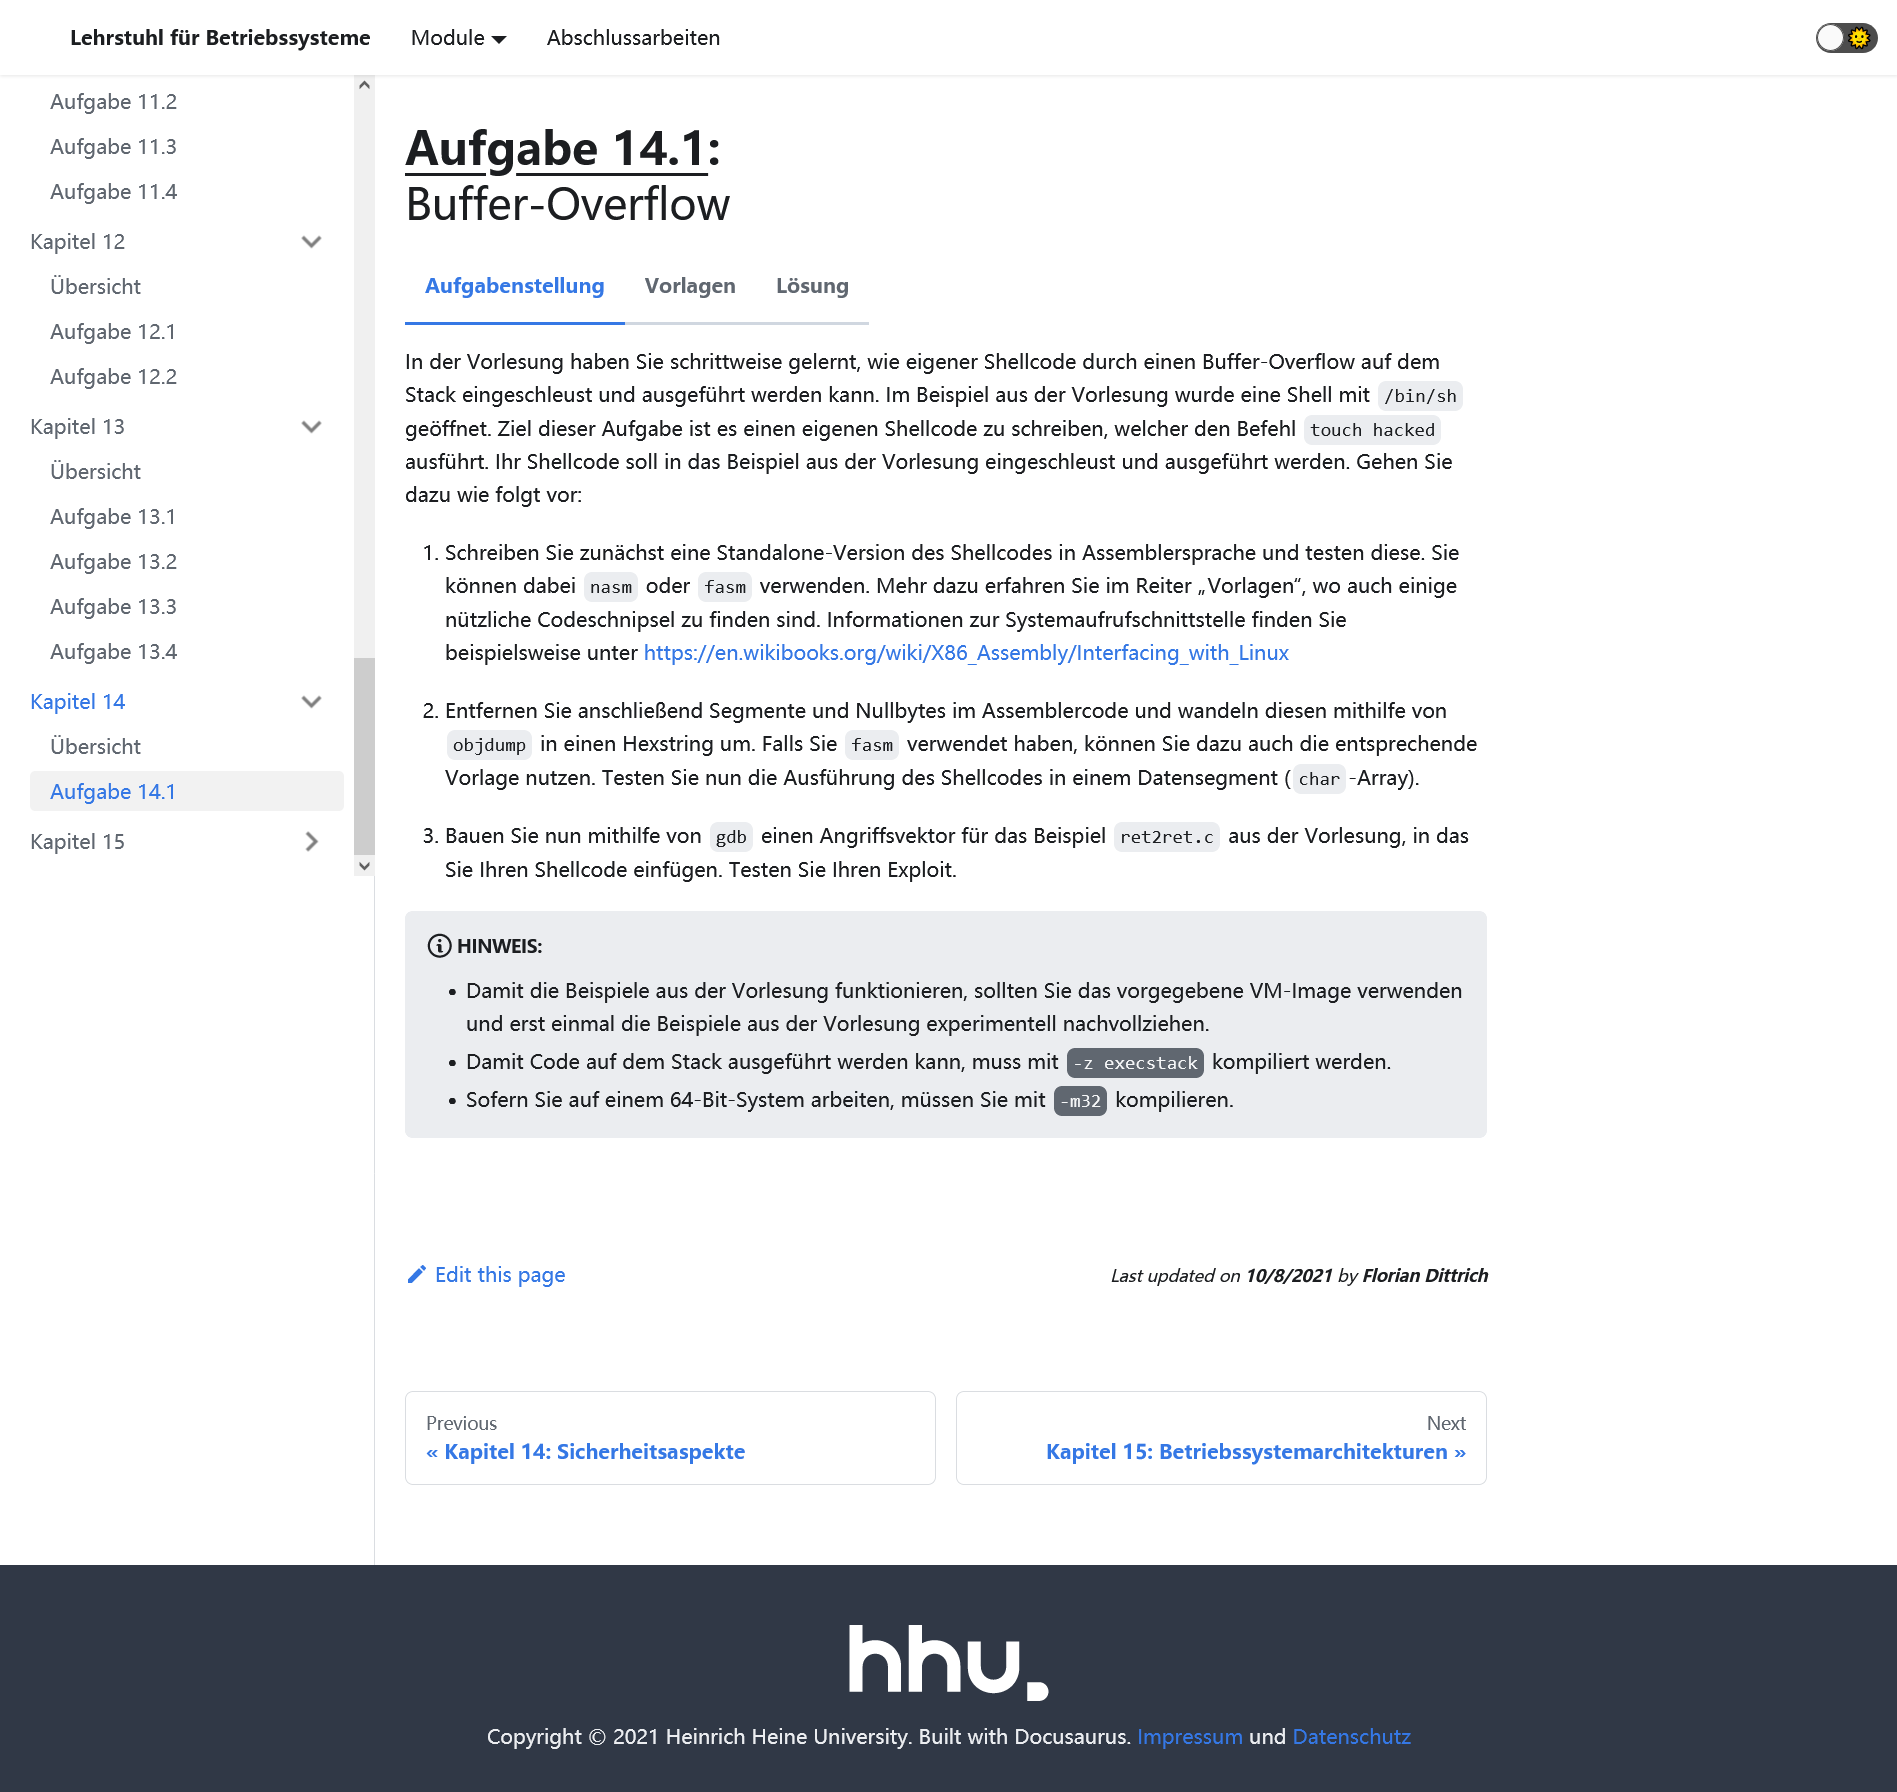 Lehrstuhl für Betriebssysteme Module Abschlussarbeiten
Aufgabe 11.2
Aufgabe 11.3
Aufgabe 11.4
Kapitel 12
Übersicht
Aufgabe 12.1
Aufgabe 12.2
Kapitel 13
Übersicht
Aufgabe 13.1
Aufgabe 13.2
Aufgabe 13.3
Aufgabe 13.4
Kapitel 14
Übersicht
Aufgabe 14.1
Kapitel 15
Aufgabe 14.1:
Buffer-Overflow
Aufgabenstellung Vorlagen Lösung
In der Vorlesung haben Sie schrittweise gelernt, wie eigener Shellcode durch einen Buffer-Overflow auf dem
Stack eingeschleust und ausgeführt werden kann. Im Beispiel aus der Vorlesung wurde eine Shell mit /bin/sh
geöffnet. Ziel dieser Aufgabe ist es einen eigenen Shellcode zu schreiben, welcher den Befehl touch hacked
ausführt. Ihr Shellcode soll in das Beispiel aus der Vorlesung eingeschleust und ausgeführt werden. Gehen Sie
dazu wie folgt vor:
1. Schreiben Sie zunächst eine Standalone-Version des Shellcodes in Assemblersprache und testen diese. Sie
können dabei nasm oder fasm verwenden. Mehr dazu erfahren Sie im Reiter „Vorlagen“, wo auch einige
nützliche Codeschnipsel zu finden sind. Informationen zur Systemaufrufschnittstelle finden Sie
beispielsweise unter https://en.wikibooks.org/wiki/X86_Assembly/Interfacing_with_Linux
2. Entfernen Sie anschließend Segmente und Nullbytes im Assemblercode und wandeln diesen mithilfe von
objdump in einen Hexstring um. Falls Sie fasm verwendet haben, können Sie dazu auch die entsprechende
Vorlage nutzen. Testen Sie nun die Ausführung des Shellcodes in einem Datensegment (char-Array).
3. Bauen Sie nun mithilfe von gdb einen Angriffsvektor für das Beispiel ret2ret.c aus der Vorlesung, in das
Sie Ihren Shellcode einfügen. Testen Sie Ihren Exploit.
HINWEIS:
• Damit die Beispiele aus der Vorlesung funktionieren, sollten Sie das vorgegebene VM-Image verwenden
und erst einmal die Beispiele aus der Vorlesung experimentell nachvollziehen.
• Damit Code auf dem Stack ausgeführt werden kann, muss mit -z execstack kompiliert werden.
• Sofern Sie auf einem 64-Bit-System arbeiten, müssen Sie mit -m32 kompilieren.
Edit this page
Last updated on 10/8/2021 by Florian Dittrich
Previous
« Kapitel 14: Sicherheitsaspekte
Next
Kapitel 15: Betriebssystemarchitekturen »
hhu.
Copyright © 2021 Heinrich Heine University. Built with Docusaurus. Impressum und Datenschutz